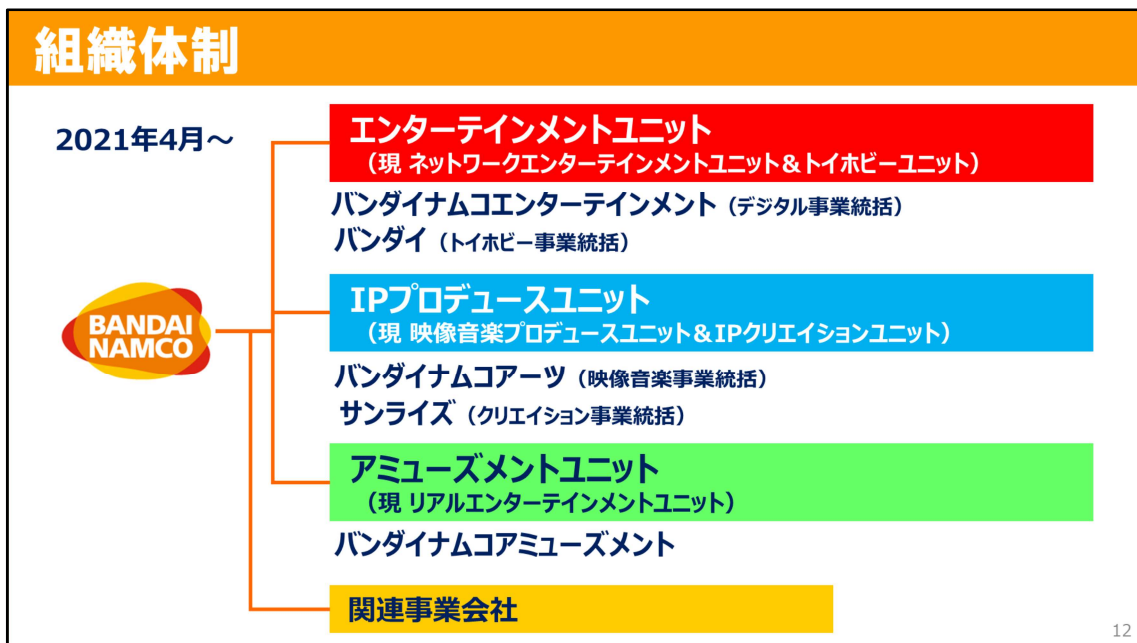 組織体制
2021年4月～
エンターテインメントユニット
（現 ネットワークエンターテインメントユニット＆トイホビーユニット）
バンダイナムコエンターテインメント（デジタル事業統括）
バンダイ（トイホビー事業統括）
BANDAI
NAMCO
IPプロデュースユニット
（現 映像音楽プロデュースユニット＆IPクリエイションユニット）
バンダイナムコアーツ（映像音楽事業統括）
サンライズ（クリエイション事業統括）
アミューズメントユニット
（現 リアルエンターテインメントユニット）
バンダイナムコアミューズメント
関連事業会社
12